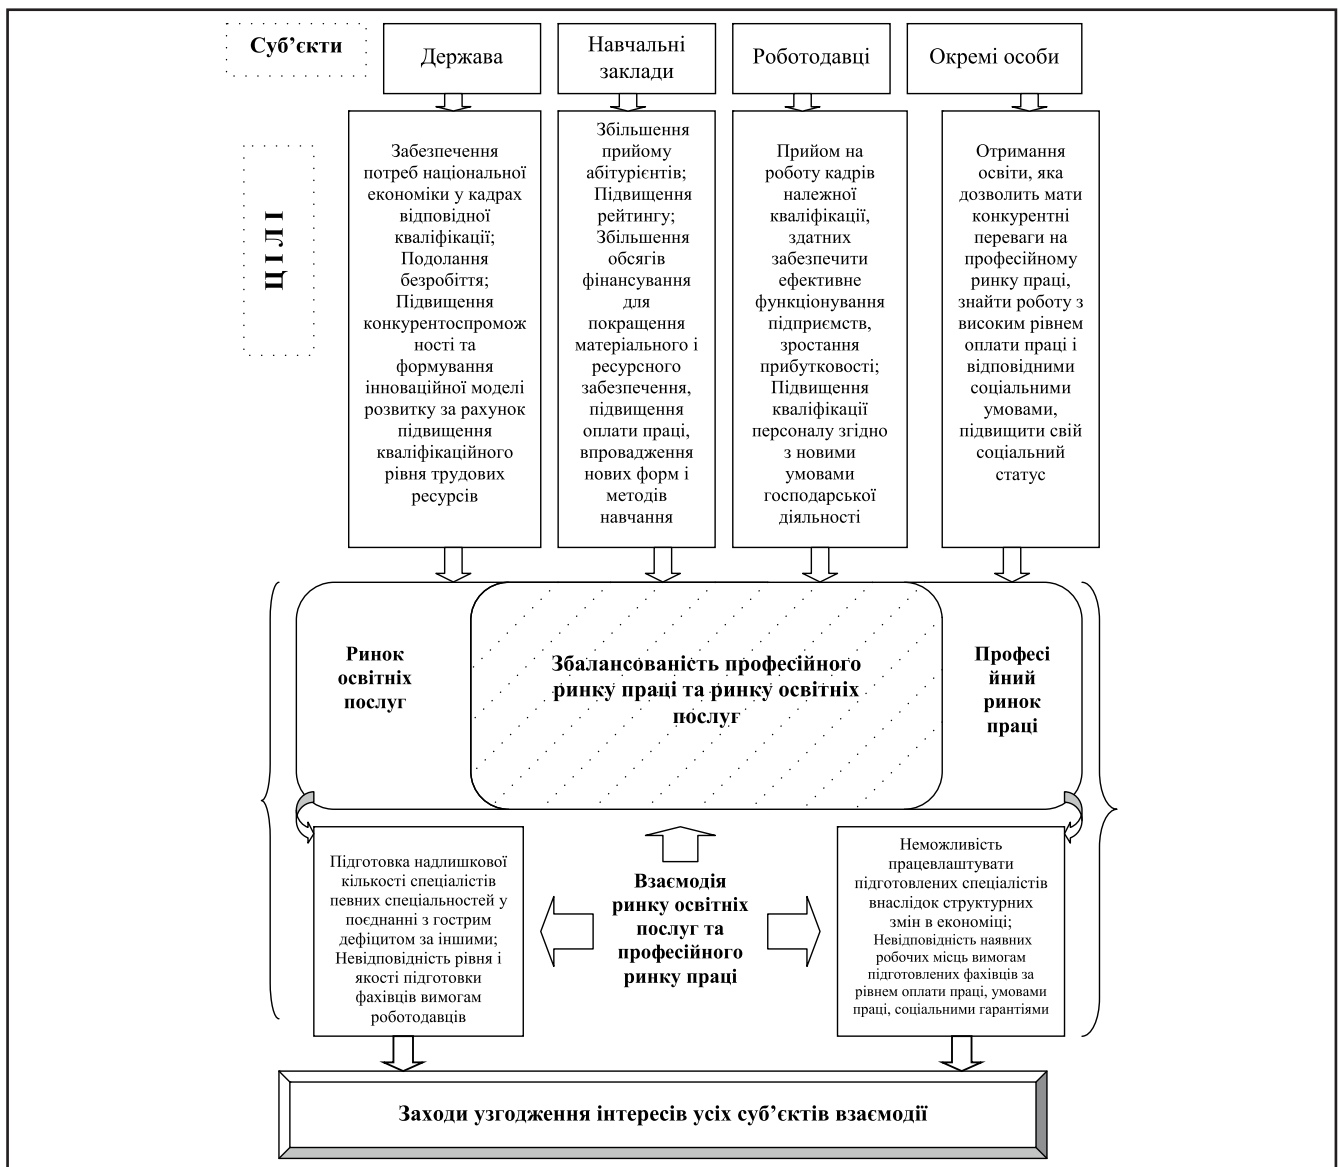 Суб’єкти
Держава
Навчальні
заклади
Роботодавці
Окремі особи
ЦІЛІ
Забезпечення
потреб національної
економіки у кадрах
відповідної
кваліфікації;
Подолання
безробіття;
Підвищення
конкурентоспромож
ності та
формування
інноваційної моделі
розвитку за рахунок
підвищення
кваліфікаційного
рівня трудових
ресурсів
Збільшення
прийому
абітурієнтів;
Підвищення
рейтингу;
Збільшення
обсягів
фінансування
для
покращення
матеріального і
ресурсного
забезпечення,
підвищення
оплати праці,
впровадження
нових форм і
методів
навчання
Прийом на
роботу кадрів
належної
кваліфікації,
здатних
забезпечити
ефективне
функціонування
підприємств,
зростання
прибутковості;
Підвищення
кваліфікації
персоналу згідно
з новими
умовами
господарської
діяльності
Отримання
освіти, яка
дозволить мати
конкурентні
переваги на
професійному
ринку праці,
знайти роботу з
високим рівнем
оплати праці і
відповідними
соціальними
умовами,
підвищити свій
соціальний
статус
Ринок
освітніх
послуг
Збалансованість професійного
ринку праці та ринку освітніх
послуг
Професі
йний
ринок
праці
Підготовка надлишкової
кількості спеціалістів
певних спеціальностей у
поєднанні з гострим
дефіцитом за іншими;
Невідповідність рівня і
якості підготовки
фахівців вимогам
роботодавців
Взаємодія
ринку освітніх
послуг та
професійного
ринку праці
Неможливість
працевлаштувати
підготовлених спеціалістів
внаслідок структурних
змін в економіці;
Невідповідність наявних
робочих місць вимогам
підготовлених фахівців за
рівнем оплати праці, умовами
праці, соціальними гарантіями
Заходи узгодження інтересів усіх суб’єктів взаємодії